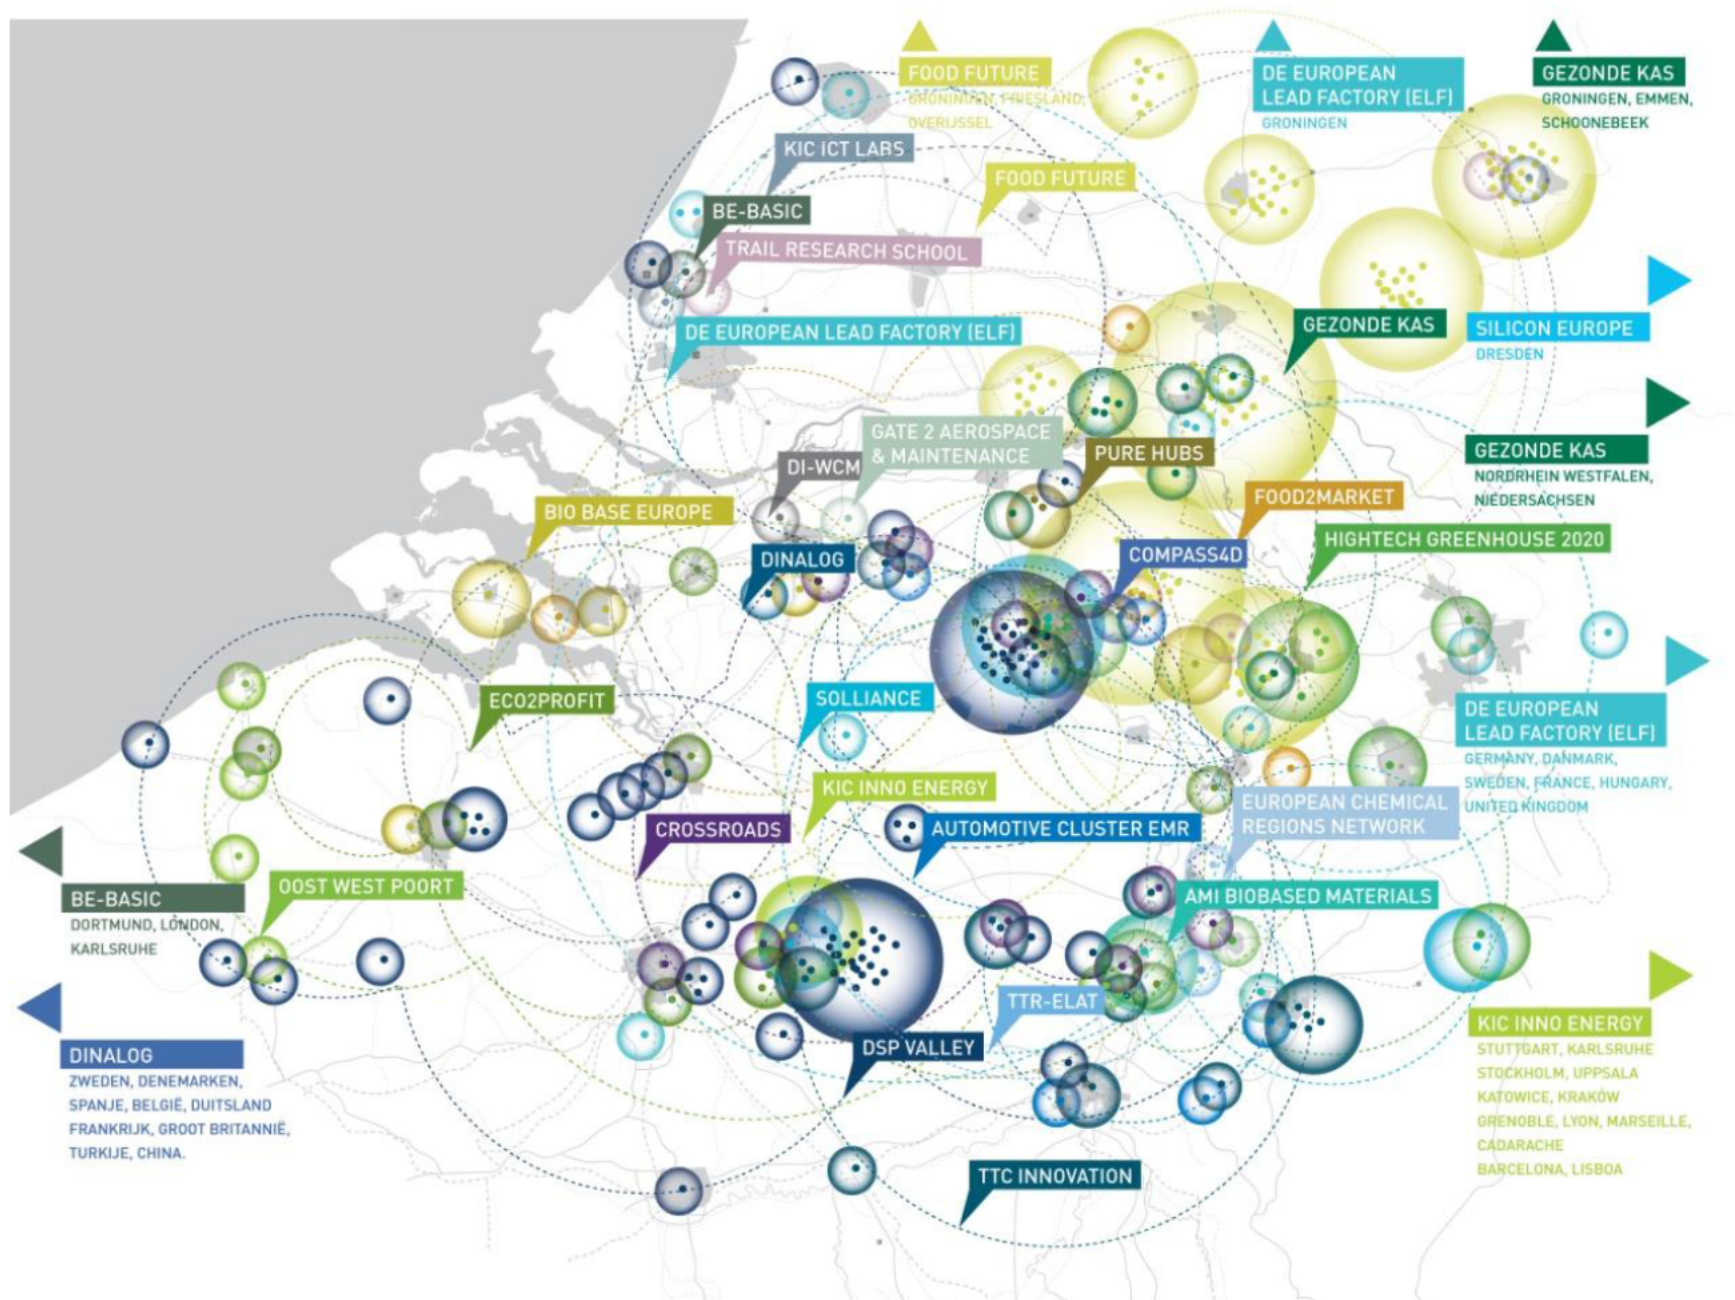 FOOD FUTURE
GRONINGEN, FRIESLAND,
OVERIJSSEL
DE EUROPEAN
LEAD FACTORY (ELF)
GRONINGEN
GEZONDE KAS
GRONINGEN, EMMEN,
SCHOONEBEEK
KIC ICT LABS
FOOD FUTURE
BE-BASIC
TRAIL RESEARCH SCHOOL
DE EUROPEAN LEAD FACTORY (ELF)
GEZONDE KAS
SILICON EUROPE
DRESDEN
GATE 2 AEROSPACE
& MAINTENANCE
DI-WCM
PURE HUBS
GEZONDE KAS
NORDRHEIN WESTFALEN,
NIEDERSACHSEN
FOOD2MARKET
BIO BASE EUROPE
HIGHTECH GREENHOUSE 2020
DINALOG
COMPASS4D
ECO2PROFIT
SOLLIANCE
DE EUROPEAN
LEAD FACTORY (ELF)
GERMANY, DANMARK,
SWEDEN, FRANCE, HUNGARY,
UNITED KINGDOM
KIC INNO ENERGY
EUROPEAN CHEMICAL
REGIONS NETWORK
CROSSROADS
AUTOMOTIVE CLUSTER EMR
OOST WEST POORT
BE-BASIC
DORTMUND, LONDON,
KARLSRUHE
AMI BIOBASED MATERIALS
TTR-ELAT
KIC INNO ENERGY
STUTTGART, KARLSRUHE
STOCKHOLM, UPPSALA
KATOWICE, KRAKÓW
GRENOBLE, LYON, MARSEILLE,
CADARACHE
BARCELONA, LISBOA
DSP VALLEY
DINALOG
ZWEDEN, DENEMARKEN,
SPANJE, BELGIË, DUITSLAND
FRANKRIJK, GROOT BRITANNIË,
TURKIJE, CHINA.
TTC INNOVATION